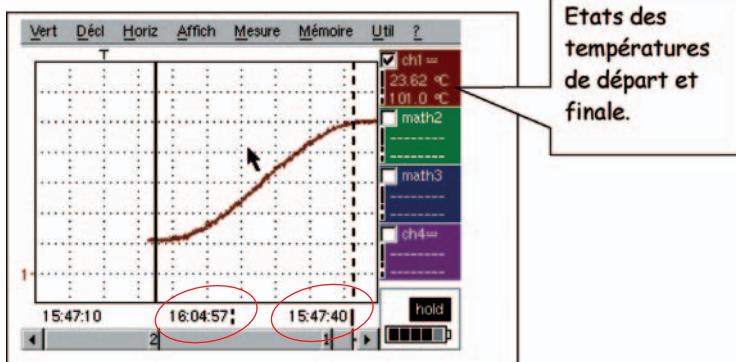 Vert Décl Horiz Affich Mesure Mémoire Util ?
T
ch1
23.62 °C
101.0 °C
math2
-------
-------
math3
-------
-------
ch4
-------
-------
1
15:47:10 16:04:57 15:47:40
2 1
hold
Etats des
températures
de départ et
finale.